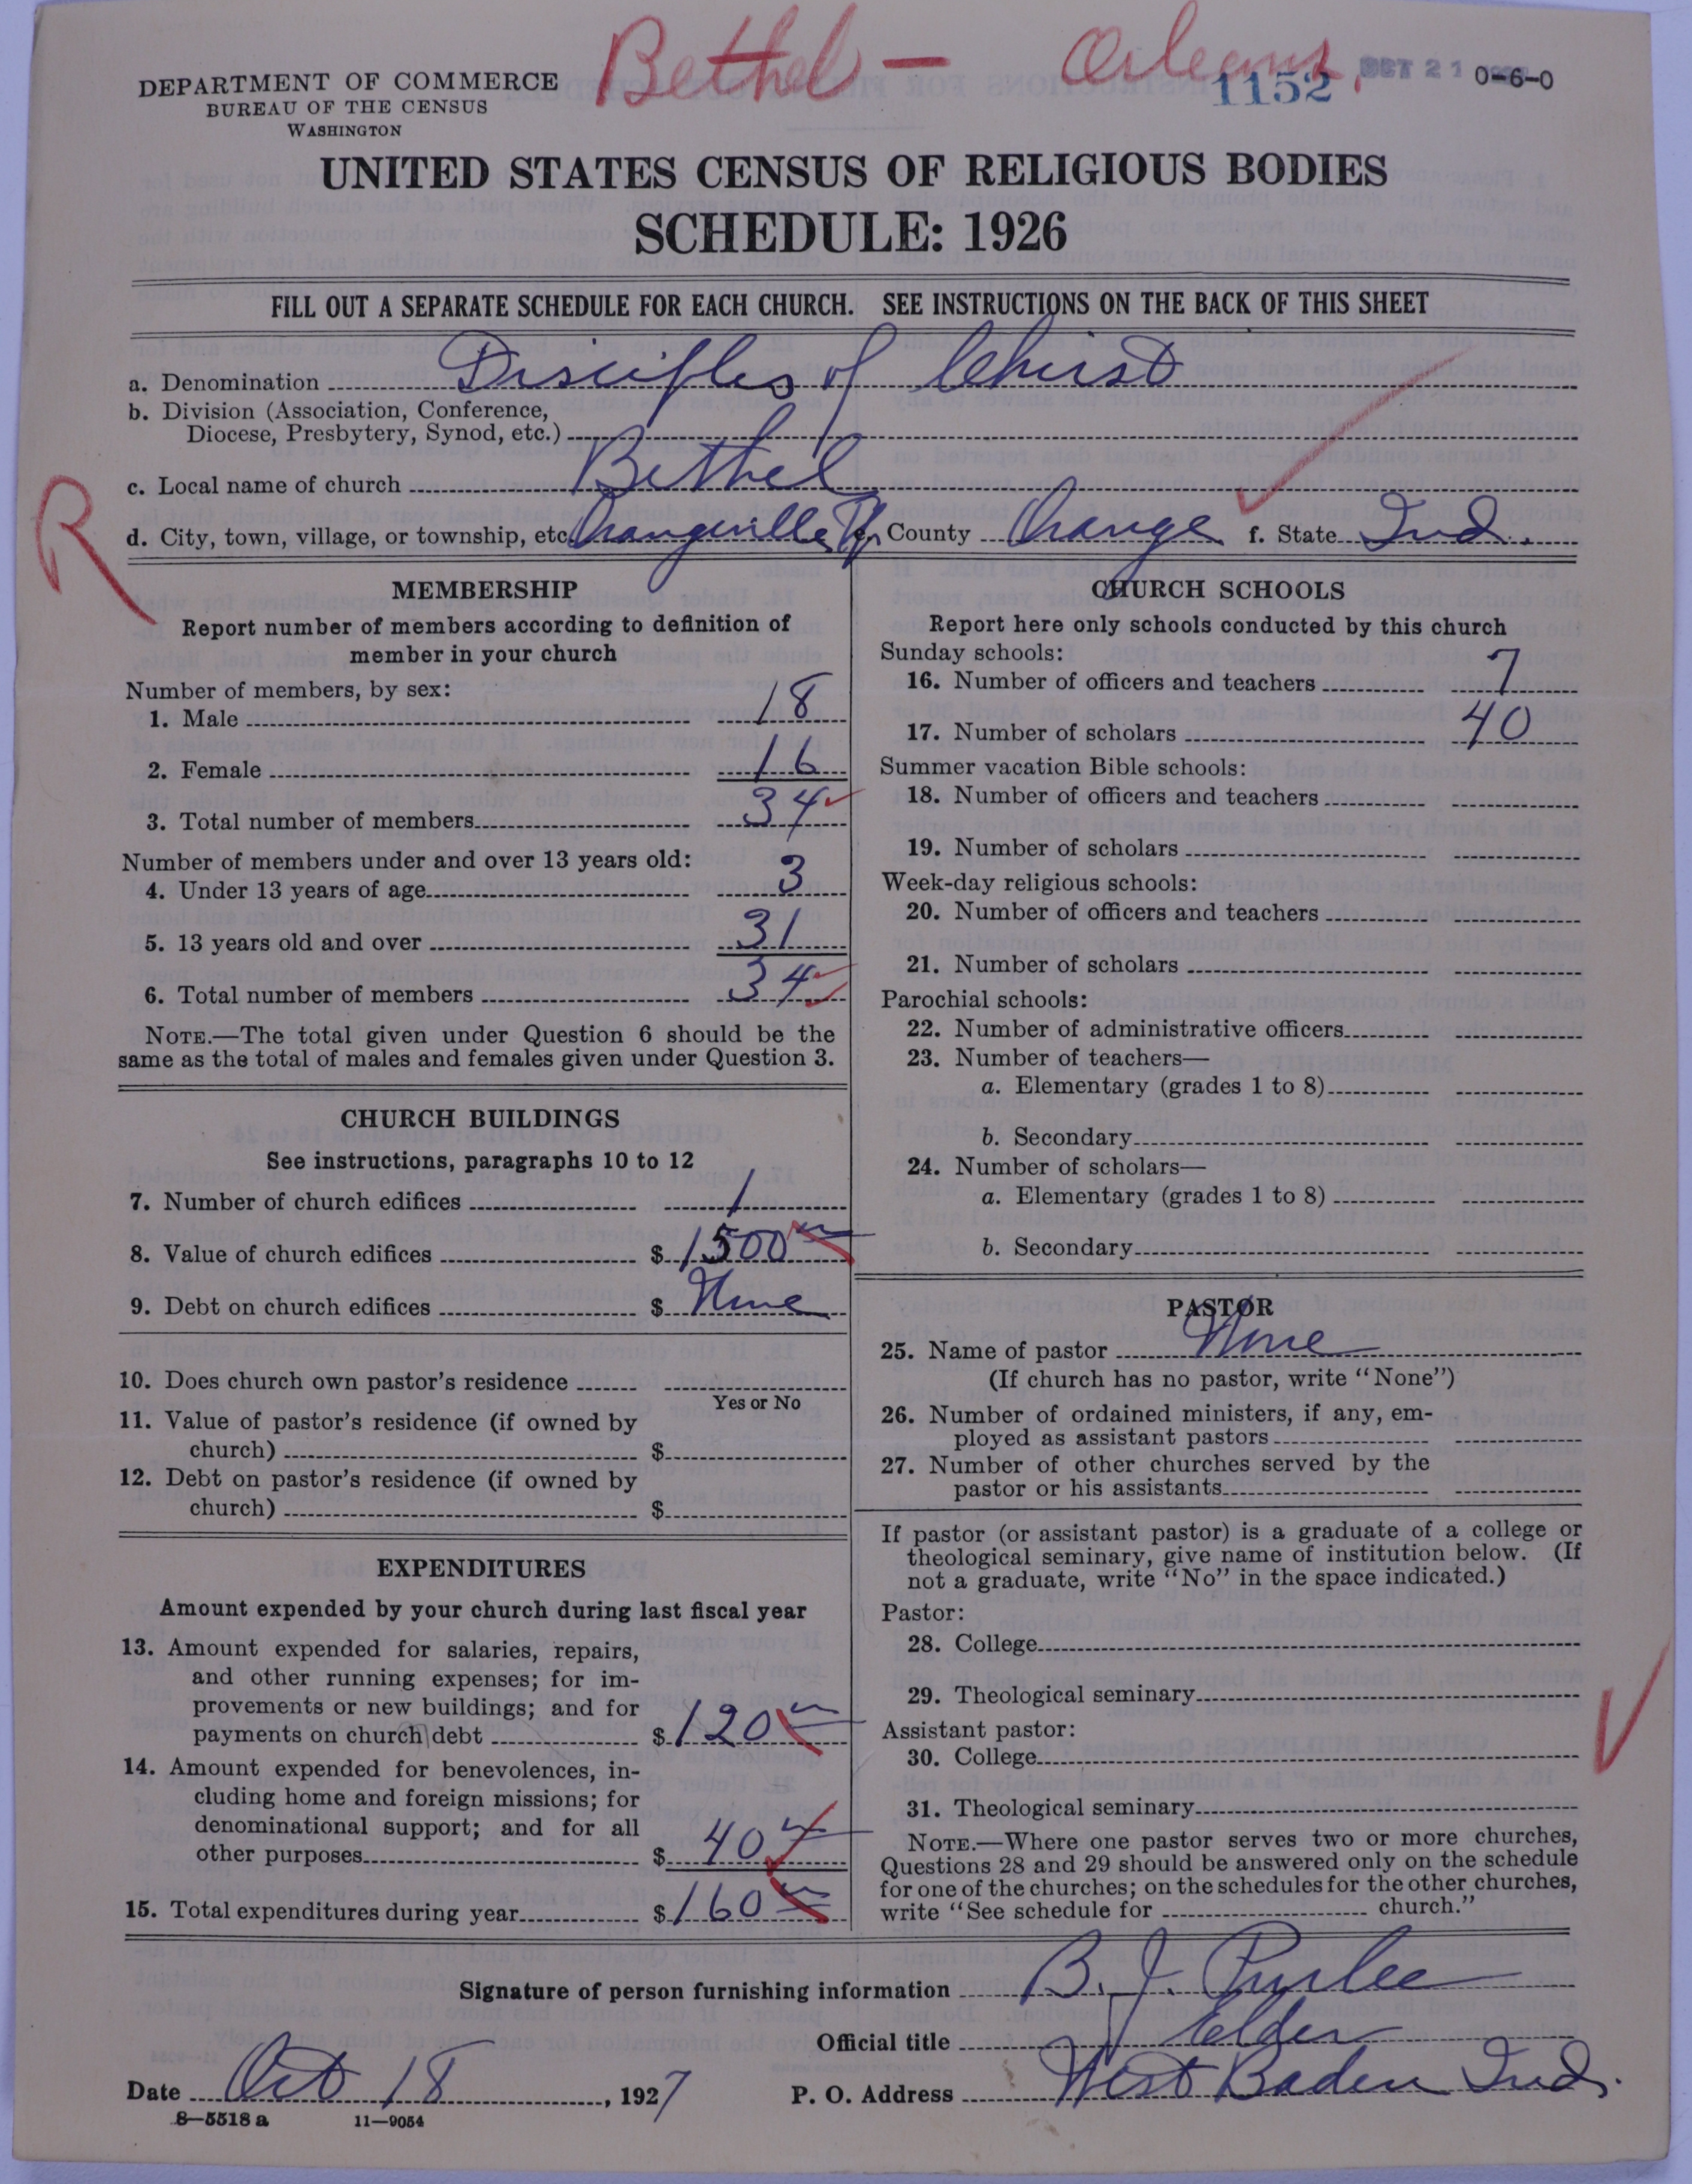 Bethel — Orleans.
1152
OCT 21
0-6-0
DEPARTMENT OF COMMERCE
BUREAU OF THE CENSUS
WASHINGTON
UNITED STATES CENSUS OF RELIGIOUS BODIES
SCHEDULE: 1926
FILL OUT A SEPARATE SCHEDULE FOR EACH CHURCH. SEE INSTRUCTIONS ON THE BACK OF THIS SHEET
a. Denomination Disciples of Christ
b. Division (Association, Conference,
Diocese, Presbytery, Synod, etc.)
c. Local name of church Bethel
R
d. City, town, village, or township, etc. Orangeville Tp. e. County Orange f. State Ind.
MEMBERSHIP
Report number of members according to definition of
member in your church
Number of members, by sex:
1. Male 18
2. Female 16
3. Total number of members 34
Number of members under and over 13 years old:
4. Under 13 years of age 3
5. 13 years old and over 31
6. Total number of members 34
NOTE.—The total given under Question 6 should be the
same as the total of males and females given under Question 3.
CHURCH BUILDINGS
See instructions, paragraphs 10 to 12
7. Number of church edifices 1
8. Value of church edifices $ 1500
9. Debt on church edifices $ None
10. Does church own pastor's residence
Yes or No
11. Value of pastor's residence (if owned by
church) $
12. Debt on pastor's residence (if owned by
church) $
EXPENDITURES
Amount expended by your church during last fiscal year
13. Amount expended for salaries, repairs,
and other running expenses; for im-
provements or new buildings; and for
payments on church debt $ 120
14. Amount expended for benevolences, in-
cluding home and foreign missions; for
denominational support; and for all
other purposes $ 40
15. Total expenditures during year $ 160
CHURCH SCHOOLS
Report here only schools conducted by this church
Sunday schools:
16. Number of officers and teachers 7
17. Number of scholars 40
Summer vacation Bible schools:
18. Number of officers and teachers
19. Number of scholars
Week-day religious schools:
20. Number of officers and teachers
21. Number of scholars
Parochial schools:
22. Number of administrative officers
23. Number of teachers—
a. Elementary (grades 1 to 8)
b. Secondary
24. Number of scholars—
a. Elementary (grades 1 to 8)
b. Secondary
PASTOR
25. Name of pastor None
(If church has no pastor, write "None")
26. Number of ordained ministers, if any, em-
ployed as assistant pastors
27. Number of other churches served by the
pastor or his assistants
If pastor (or assistant pastor) is a graduate of a college or
theological seminary, give name of institution below. (If
not a graduate, write "No" in the space indicated.)
Pastor:
28. College
29. Theological seminary
Assistant pastor:
30. College
31. Theological seminary
NOTE.—Where one pastor serves two or more churches,
Questions 28 and 29 should be answered only on the schedule
for one of the churches; on the schedules for the other churches,
write "See schedule for church."
Signature of person furnishing information B. J. Purlee
Official title Elder
Date Oct 18, 1927 P. O. Address West Baden Ind.
8—5518 a 11—9054